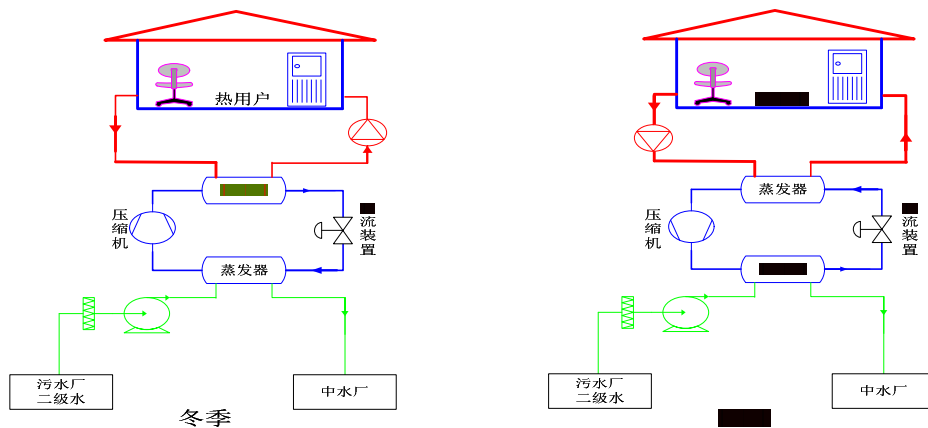 热用户
压缩机
流装置
蒸发器
污水厂
二级水
中水厂
冬季
蒸发器
压缩机
流装置
污水厂
二级水
中水厂